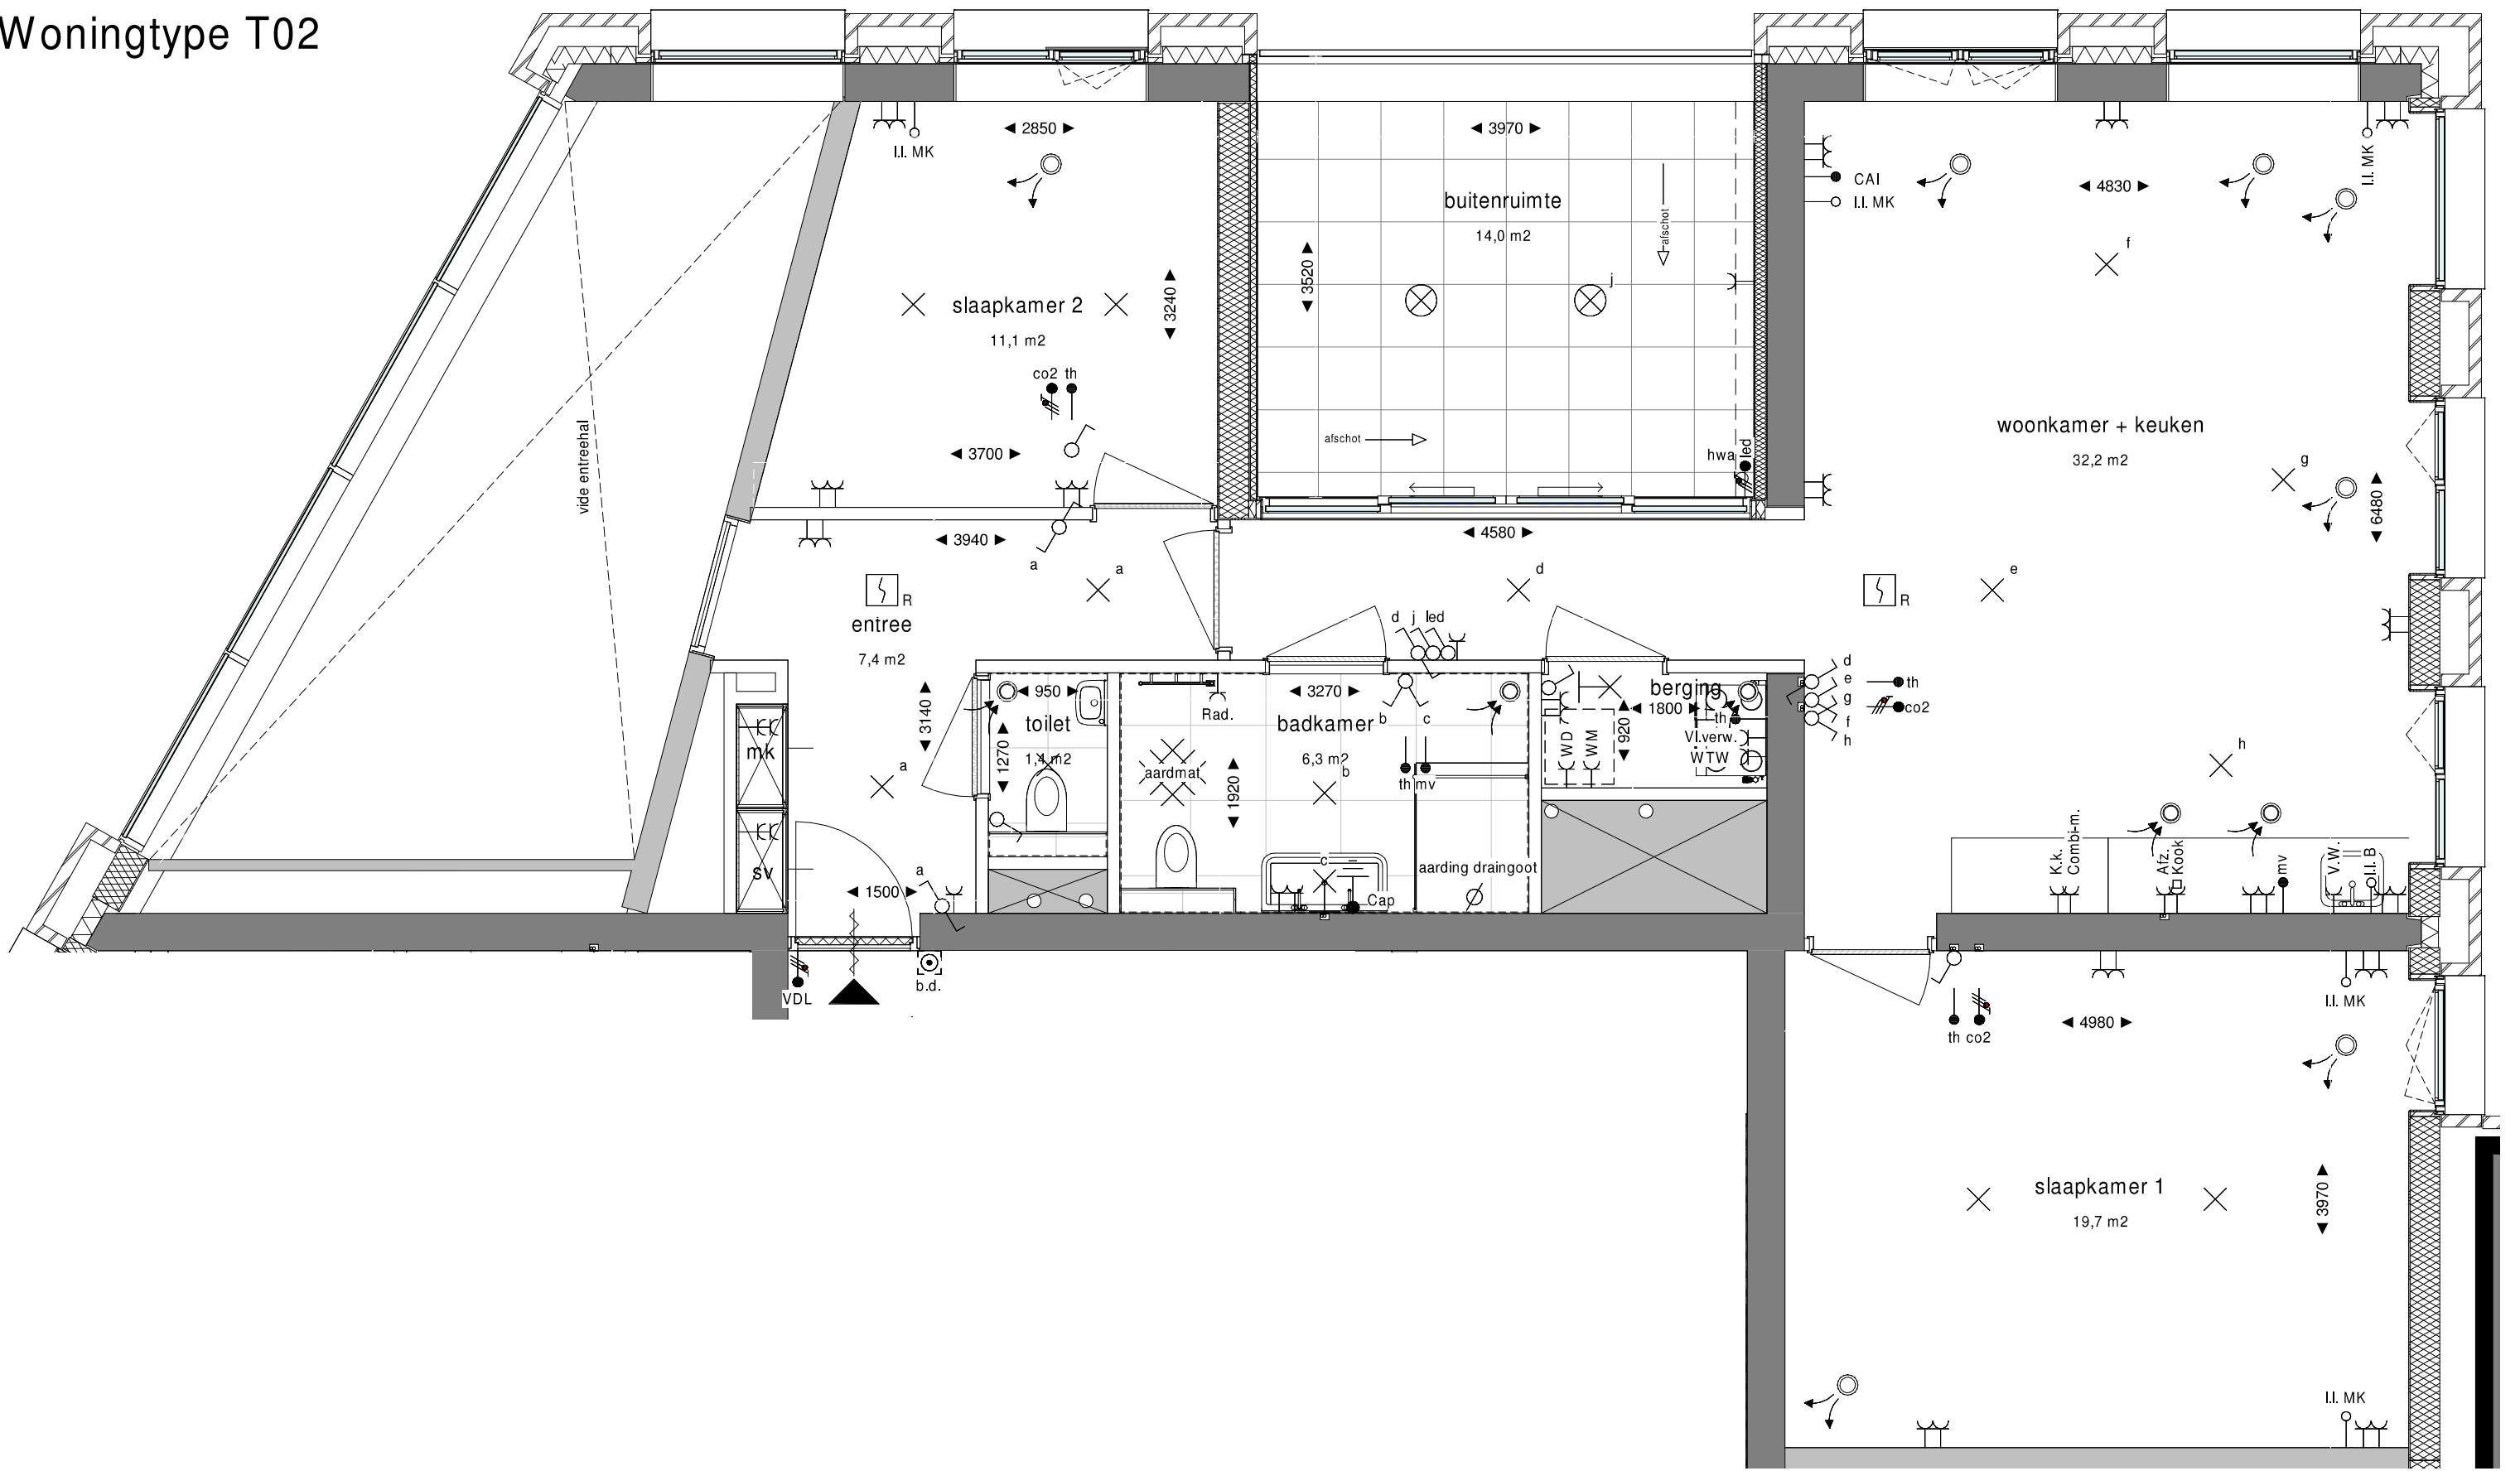 Woningtype T02
I.I. MK
2850
3970
CAI
I.I. MK
4830
I.I. MK
buitenruimte
14,0 m2
afschot
f
slaapkamer 2
11,1 m2
3240
3520
j
co2 th
vide entreehal
3700
afschot
hwa
led
woonkamer + keuken
32,2 m2
g
6480
3940
4580
a
a
d
e
R
R
entree
7,4 m2
d j led
3140
950
toilet
1270
1,4 m2
Rad.
3270
badkamer
6,3 m2
b
c
b
aardmat
1920
th mv
berging
1800
920
WD
WM
th
Vl.verw.
WTW
d
e
g
f
h
th
co2
h
mk
sv
a
a
1500
c
Cap
aarding draingoot
K.k.
Combi-m.
Afz.
Kook
mv
V.W.
I.I. B
VDL
b.d.
th co2
4980
I.I. MK
slaapkamer 1
19,7 m2
3970
I.I. MK